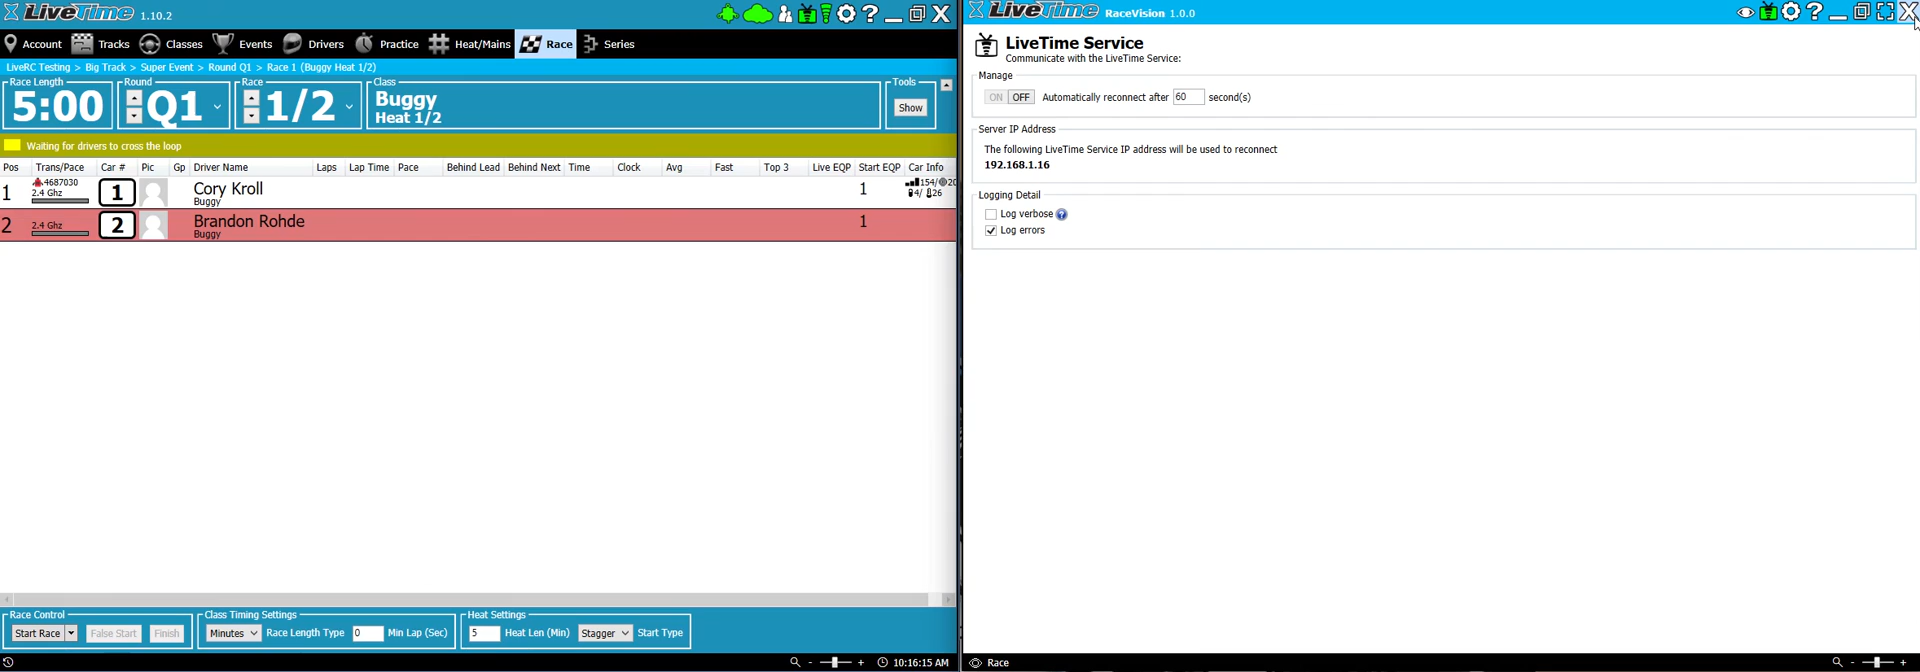 LiveTime 1.10.2
Account Tracks Classes Events Drivers Practice Heat/Mains Race Series
LiveRC Testing > Big Track > Super Event > Round Q1 > Race 1 (Buggy Heat 1/2)
Race Length Round Race Class Tools
5:00 Q1 1/2 Buggy
Heat 1/2
Show
Waiting for drivers to cross the loop
Pos Trans/Pace Car # Pic Gp Driver Name Laps Lap Time Pace Behind Lead Behind Next Time Clock Avg Fast Top 3 Live EQP Start EQP Car Info
1 4687030 1 Cory Kroll 1 154/ 20
2.4 Ghz Buggy 4/ 26
2 2.4 Ghz 2 Brandon Rohde 1
Buggy
Race Control Class Timing Settings Heat Settings
Start Race False Start Finish Minutes Race Length Type 0 Min Lap (Sec) 5 Heat Len (Min) Stagger Start Type
- + 10:16:15 AM
LiveTime RaceVision 1.0.0
LiveTime Service
Communicate with the LiveTime Service:
Manage
ON OFF Automatically reconnect after 60 second(s)
Server IP Address
The following LiveTime Service IP address will be used to reconnect
192.168.1.16
Logging Detail
Log verbose ?
Log errors
Race - +